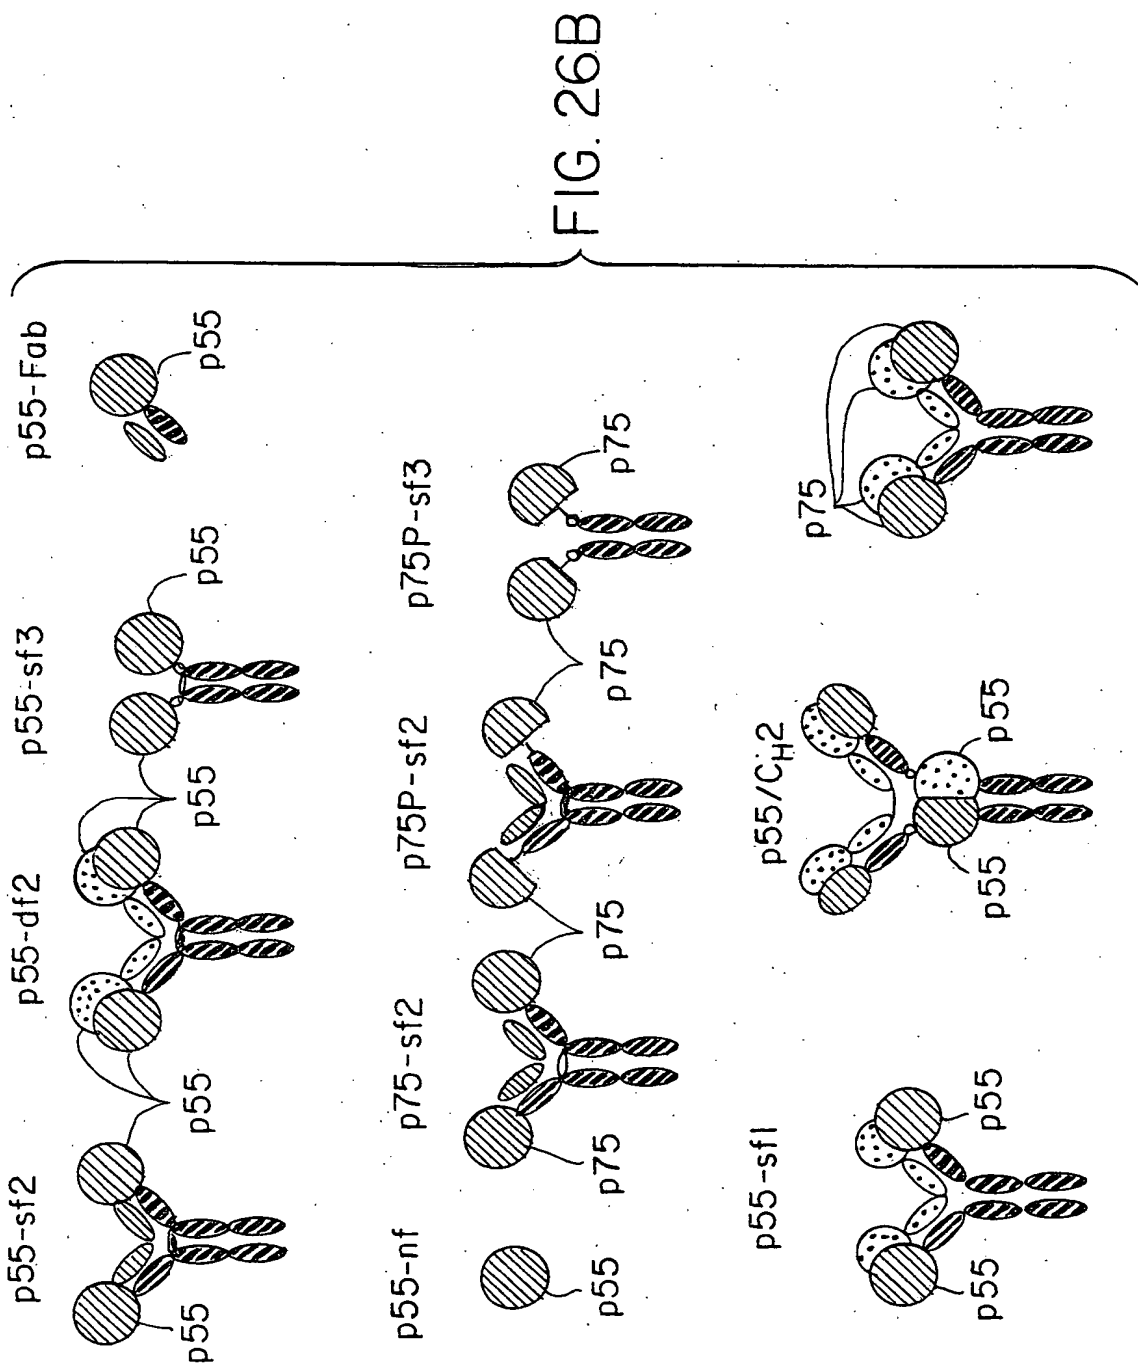 p55-sf2 p55-df2 p55-sf3 p55-Fab
p55 p55 p55 p55 p55
p55-nf p75-sf2 p75P-sf2 p75P-sf3
p55 p75 p75 p75 p75
p55-sf1 p55/CH2 p75
p55 p55 p55 p55
FIG. 26B